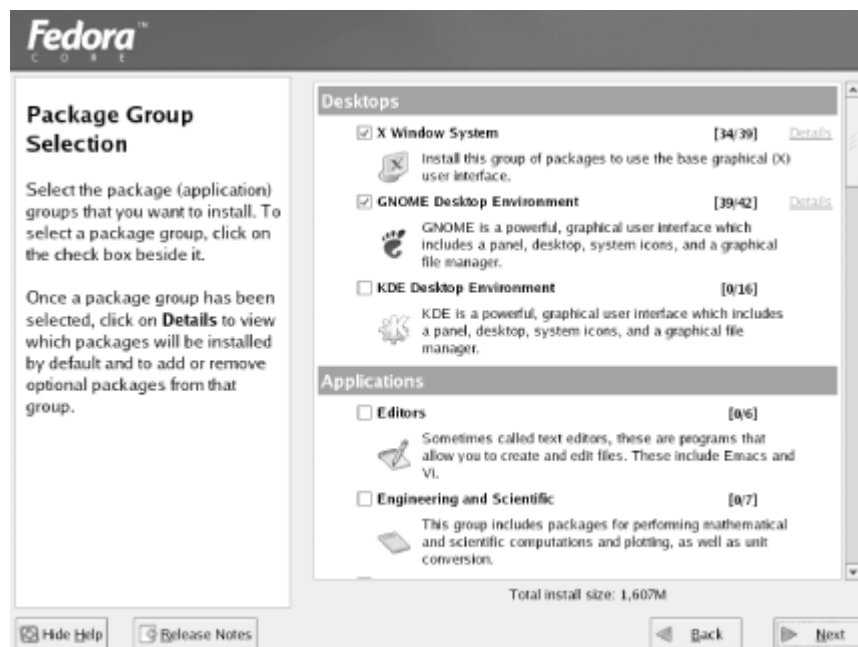 Fedora™
CORE
Package Group
Selection
Select the package (application)
groups that you want to install. To
select a package group, click on
the check box beside it.
Once a package group has been
selected, click on Details to view
which packages will be installed
by default and to add or remove
optional packages from that
group.
Desktops
X Window System [34/39] Details
Install this group of packages to use the base graphical (X)
user interface.
GNOME Desktop Environment [39/42] Details
GNOME is a powerful, graphical user interface which
includes a panel, desktop, system icons, and a graphical
file manager.
KDE Desktop Environment [0/16]
KDE is a powerful, graphical user interface which includes
a panel, desktop, system icons, and a graphical file
manager.
Applications
Editors [0/6]
Sometimes called text editors, these are programs that
allow you to create and edit files. These include Emacs and
Vi.
Engineering and Scientific [0/7]
This group includes packages for performing mathematical
and scientific computations and plotting, as well as unit
conversion.
Total install size: 1,607M
Hide Help
Release Notes
Back
Next